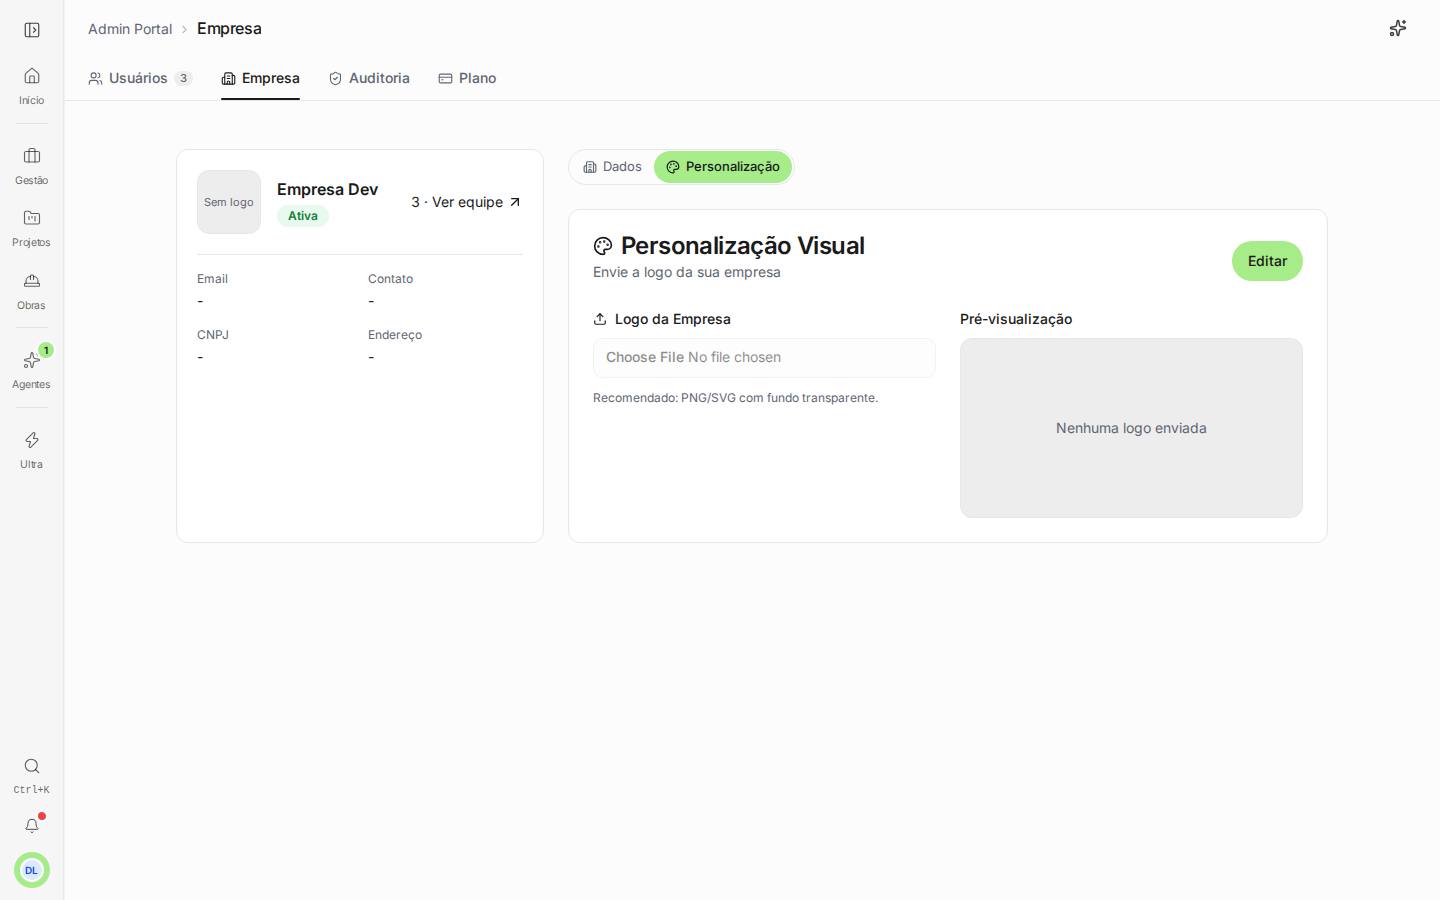 Admin Portal
Empresa
Início
Gestão
Projetos
Obras
1
Agentes
Ultra
Ctrl+K
DL
Usuários 3
Empresa
Auditoria
Plano
Sem logo
Empresa Dev
Ativa
3 · Ver equipe
Email
-
Contato
-
CNPJ
-
Endereço
-
Dados
Personalização
Personalização Visual
Envie a logo da sua empresa
Editar
Logo da Empresa
Choose File No file chosen
Recomendado: PNG/SVG com fundo transparente.
Pré-visualização
Nenhuma logo enviada